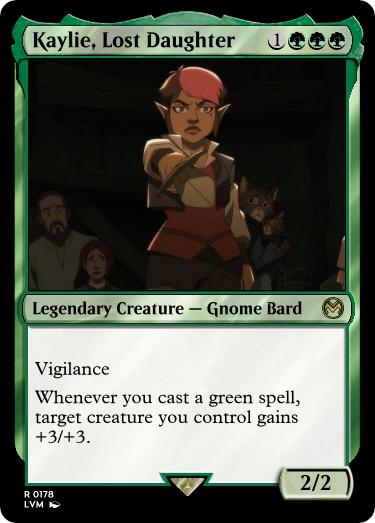 Kaylie, Lost Daughter 1
Legendary Creature — Gnome Bard
Vigilance
Whenever you cast a green spell,
target creature you control gains
+3/+3.
2/2
R 0178
LVM